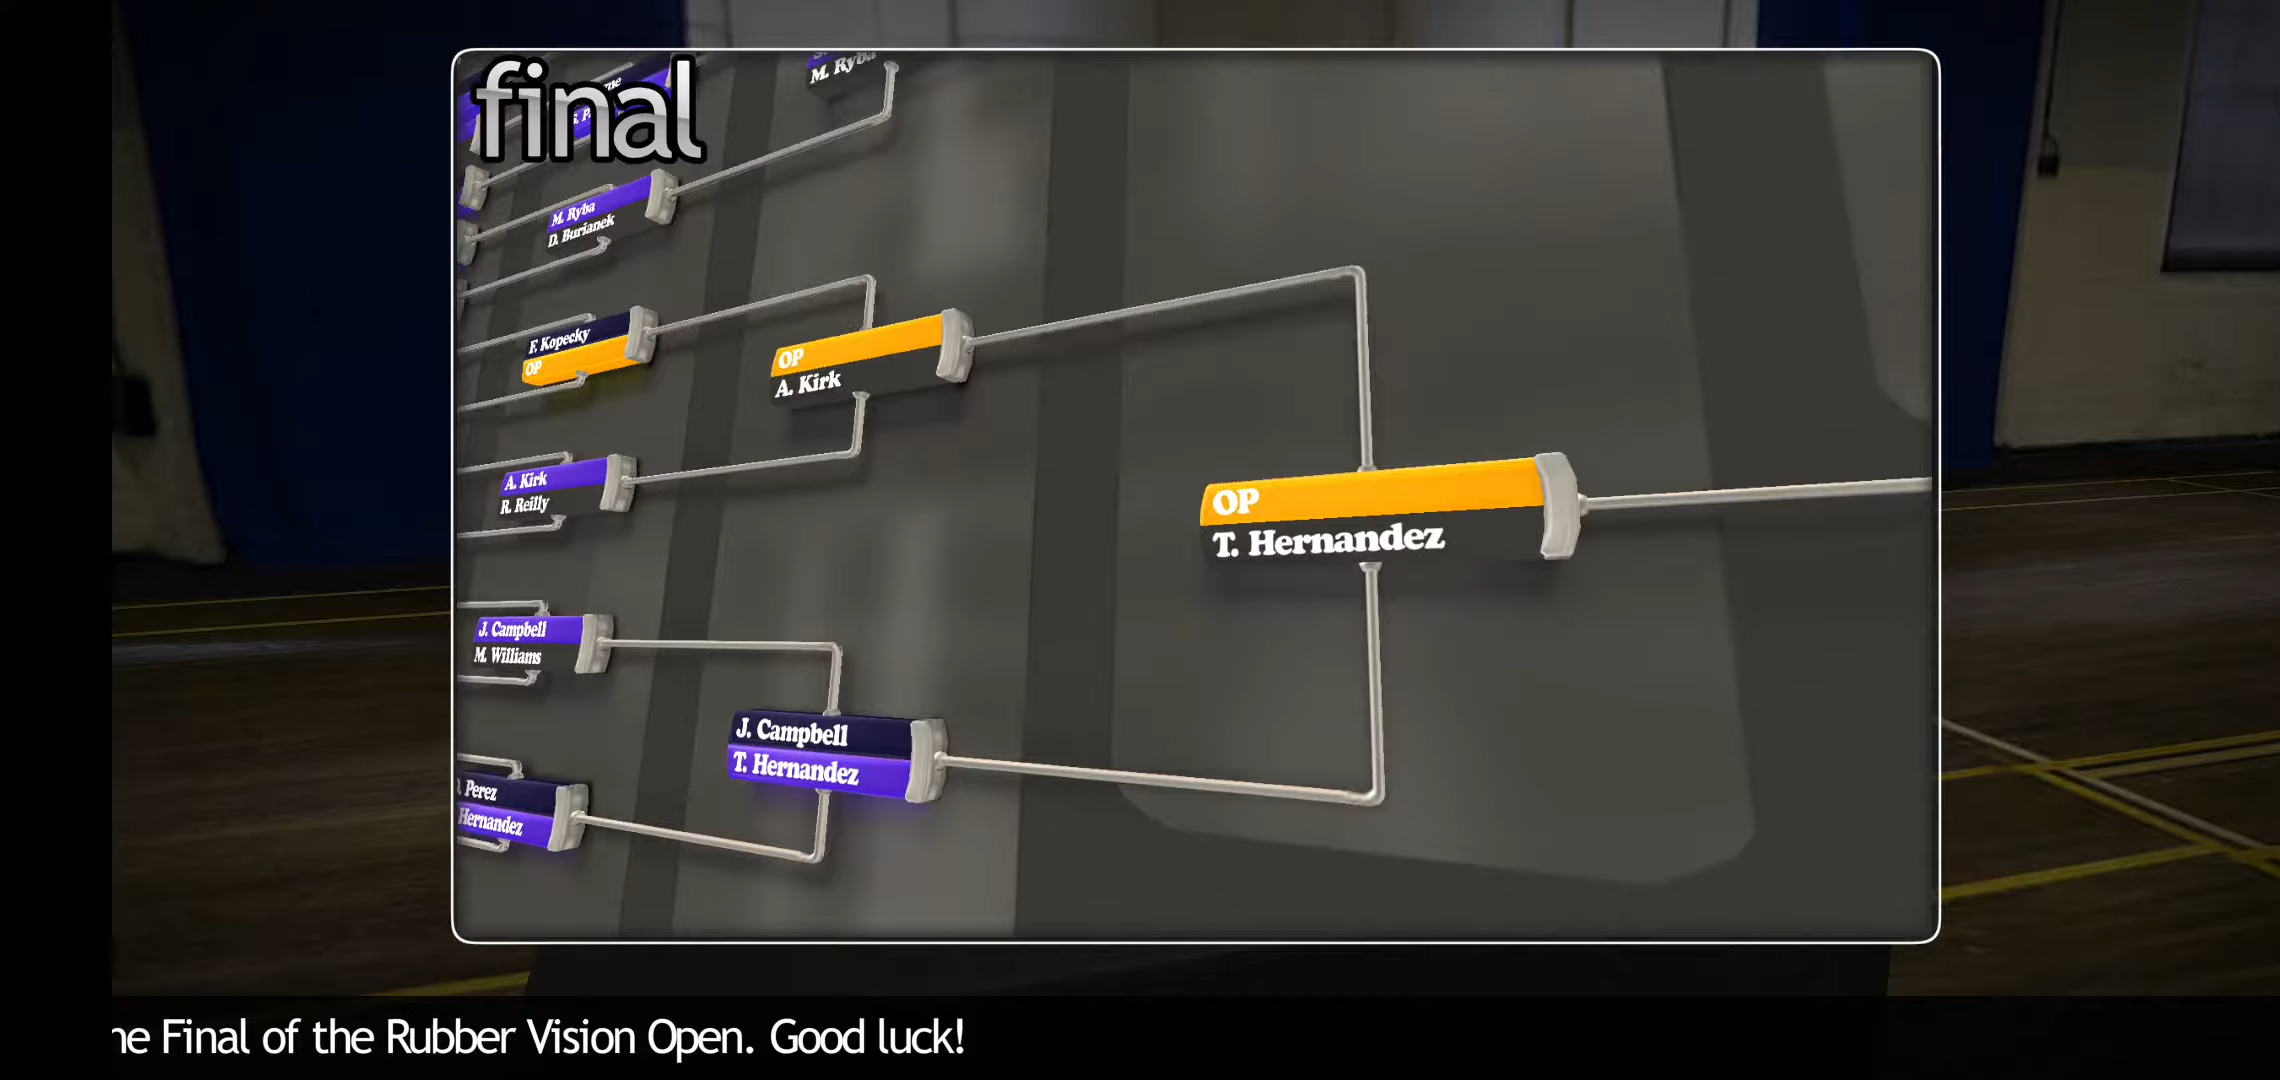 final
M. Ryba
M. Ryba
D. Burianek
F. Kopecky
OP
OP
A. Kirk
A. Kirk
R. Reilly
OP
T. Hernandez
J. Campbell
M. Williams
J. Campbell
T. Hernandez
Perez
Hernandez
Final of the Rubber Vision Open. Good luck!